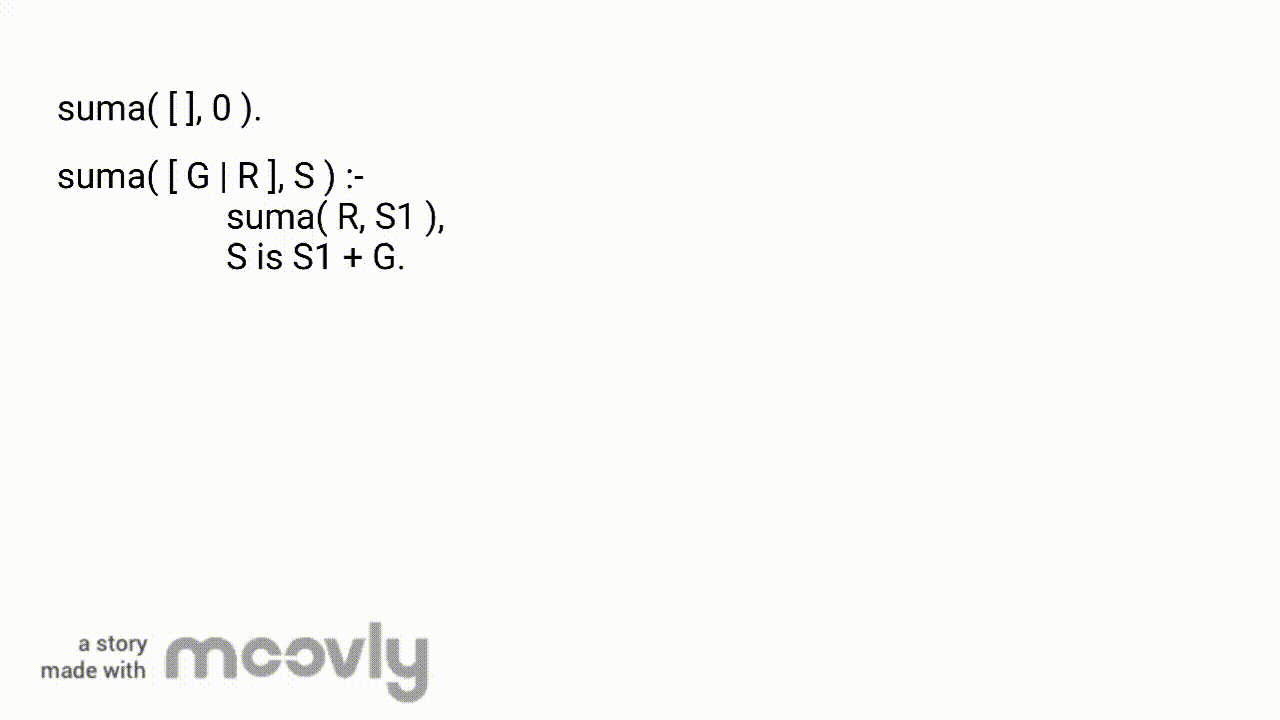 suma( [ ], 0 ).
suma( [ G | R ], S ) :-
suma( R, S1 ),
S is S1 + G.
a story
made with
moovly